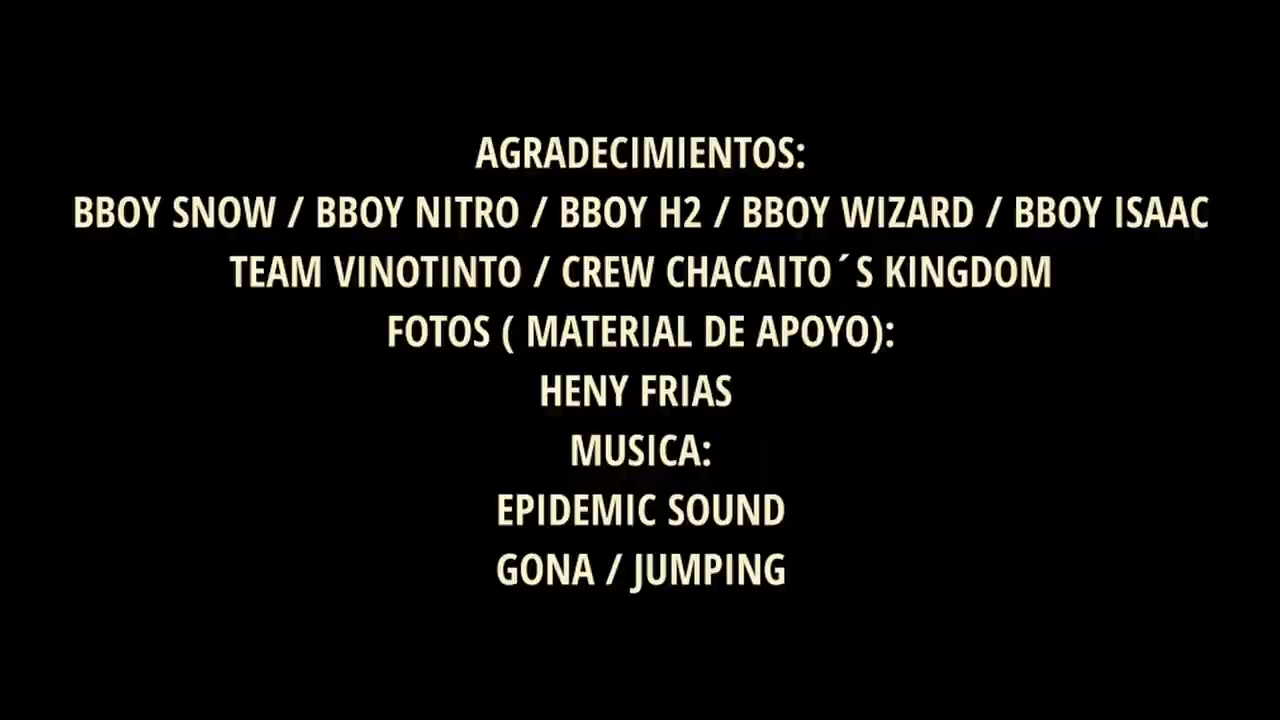 AGRADECIMIENTOS:
BBOY SNOW / BBOY NITRO / BBOY H2 / BBOY WIZARD / BBOY ISAAC
TEAM VINOTINTO / CREW CHACAITO´S KINGDOM
FOTOS ( MATERIAL DE APOYO):
HENY FRIAS
MUSICA:
EPIDEMIC SOUND
GONA / JUMPING